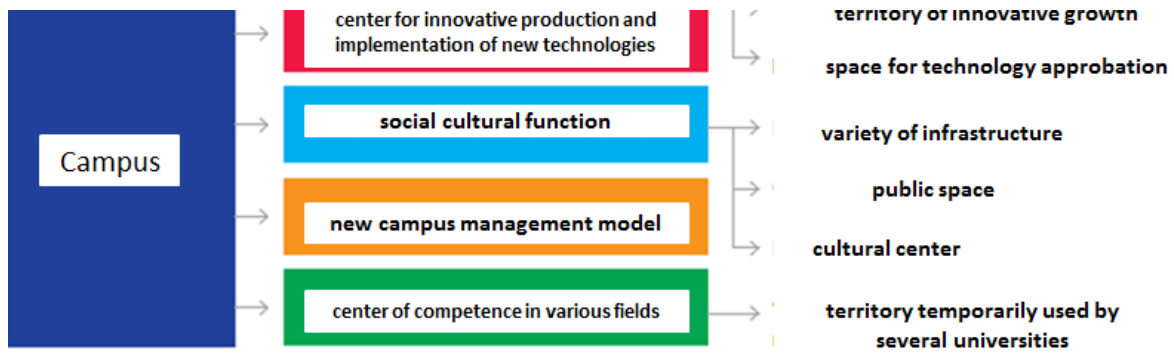 Campus
center for innovative production and
implementation of new technologies
territory of innovative growth
space for technology approbation
social cultural function
variety of infrastructure
public space
cultural center
new campus management model
center of competence in various fields
territory temporarily used by
several universities